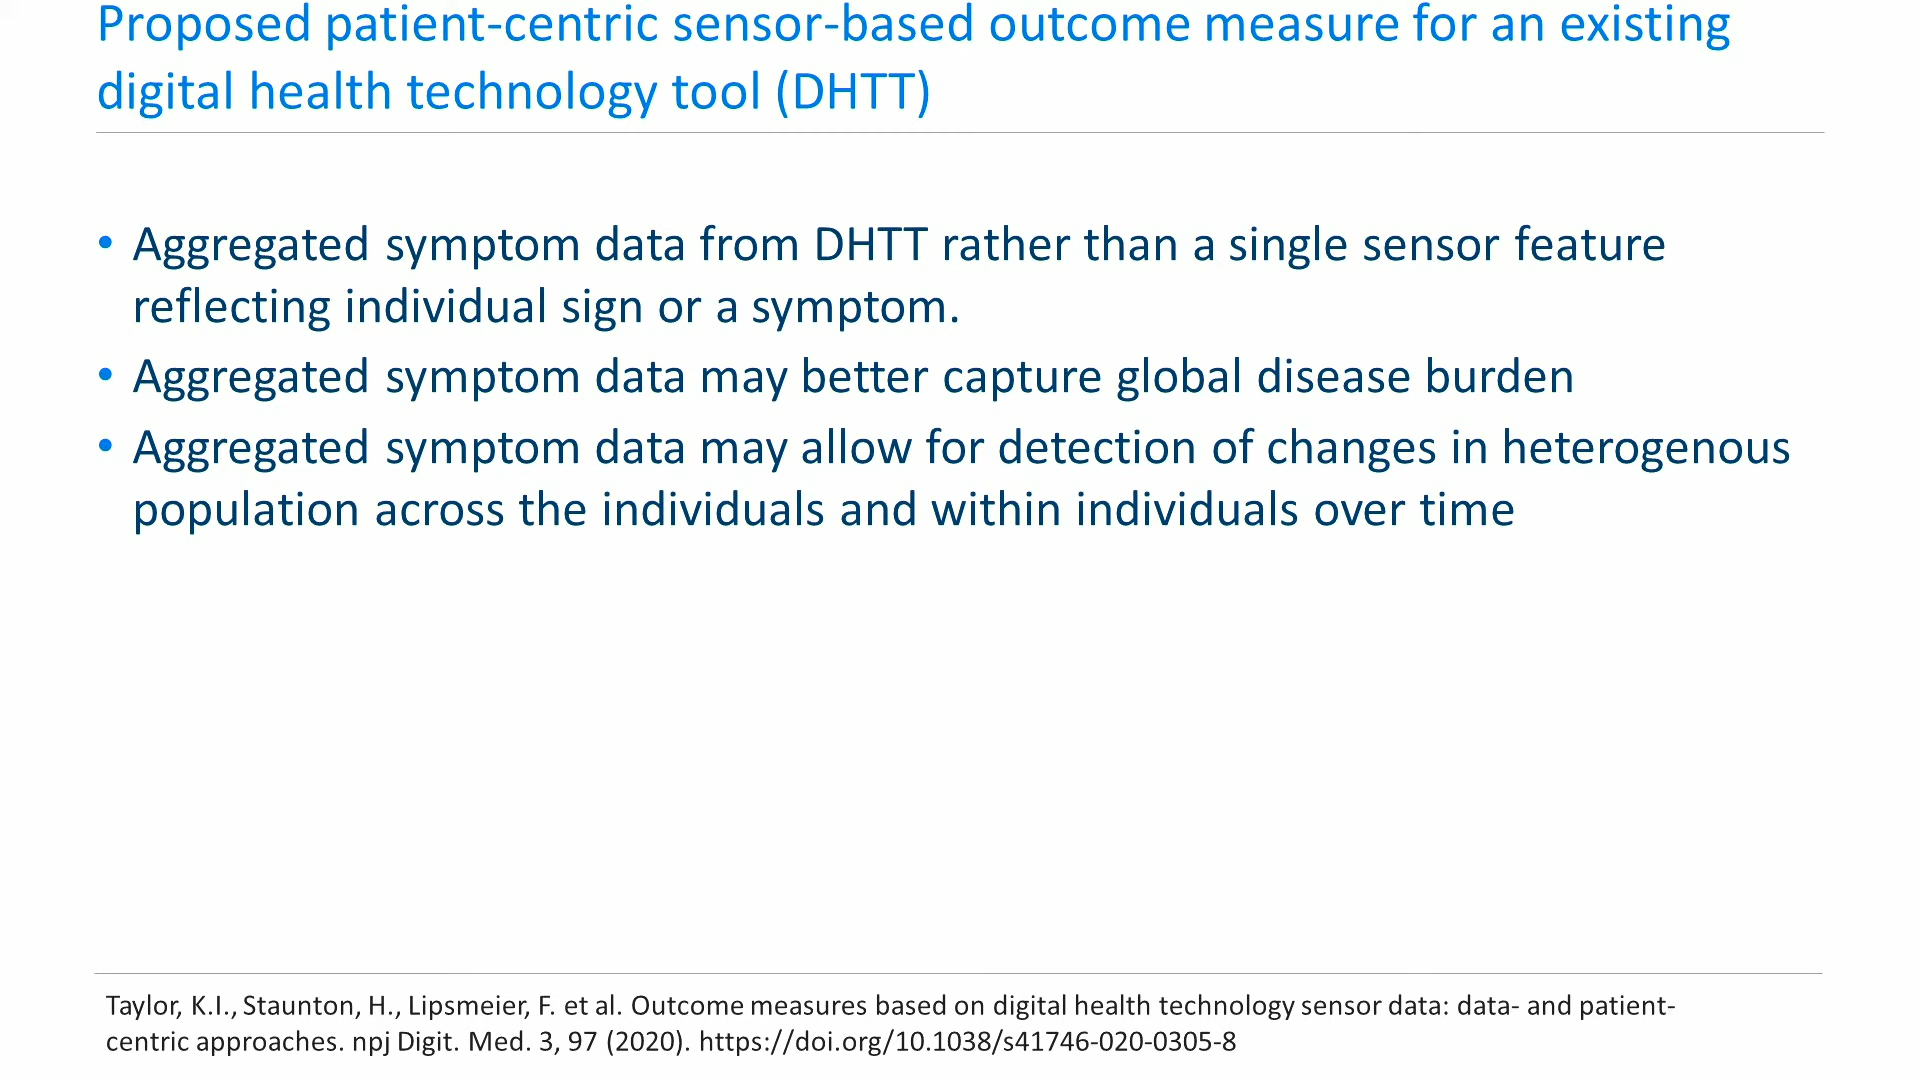 Proposed patient-centric sensor-based outcome measure for an existing
digital health technology tool (DHTT)
• Aggregated symptom data from DHTT rather than a single sensor feature
reflecting individual sign or a symptom.
• Aggregated symptom data may better capture global disease burden
• Aggregated symptom data may allow for detection of changes in heterogenous
population across the individuals and within individuals over time
Taylor, K.I., Staunton, H., Lipsmeier, F. et al. Outcome measures based on digital health technology sensor data: data- and patient-
centric approaches. npj Digit. Med. 3, 97 (2020). https://doi.org/10.1038/s41746-020-0305-8